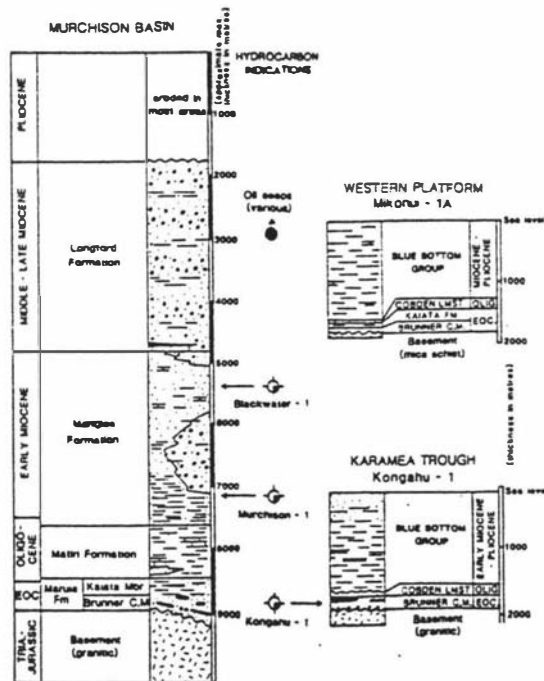 MURCHISON BASIN
(approximate max. thickness in metres)
HYDROCARBON
INDICATIONS
PLIOCENE
eroded in
most areas
1000
2000
MIDDLE - LATE MIOCENE
Longford
Formation
Oil seeps
(various)
3000
4000
5000
EARLY MIOCENE
Mangles
Formation
Blackwater - 1
6000
7000
Murchison - 1
OLIGO-
CENE
Matiri Formation
8000
EOC.
Maruia
Fm
Kaiata Mbr
Brunner C.M.
9000
Kongahu - 1
TRIA-
JURASSIC
Basement
(granitic)
WESTERN PLATFORM
Mikonui - 1A
Sea level
BLUE BOTTOM
GROUP
MIOCENE-
PLIOCENE
1000
COBDEN LMST
OLIG.
KAIATA FM
EOC.
BRUNNER C.M.
Basement
(mica schist)
2000
(thickness in metres)
KARAMEA TROUGH
Kongahu - 1
Sea level
BLUE BOTTOM
GROUP
EARLY MIOCENE-
PLIOCENE
1000
COBDEN LMST
OLIG.
BRUNNER C.M.
EOC.
Basement
(granitic)
2000